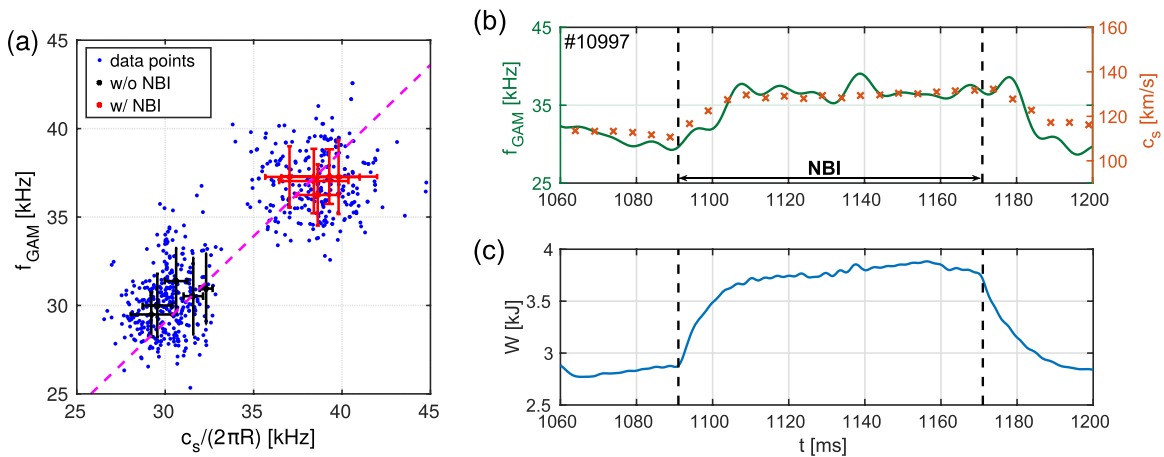 (a)
45
40
35
30
25
f_GAM [kHz]
data points
w/o NBI
w/ NBI
25 30 35 40 45
c_s/(2πR) [kHz]
(b)
#10997
45
35
25
f_GAM [kHz]
NBI
160
130
100
c_s [km/s]
1060 1080 1100 1120 1140 1160 1180 1200
(c)
4
3.5
3
2.5
W [kJ]
1060 1080 1100 1120 1140 1160 1180 1200
t [ms]